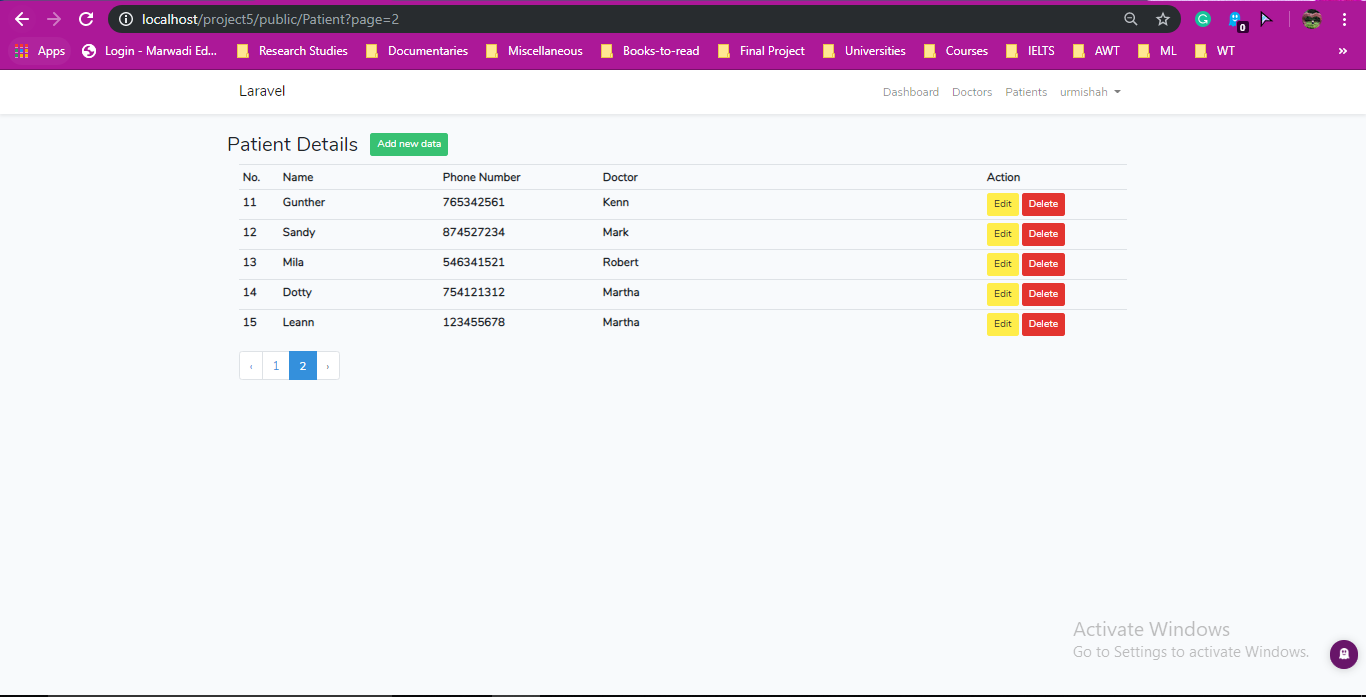 localhost/project5/public/Patient?page=2
0
Apps Login - Marwadi Ed... Research Studies Documentaries Miscellaneous Books-to-read Final Project Universities Courses IELTS AWT ML WT »
Laravel Dashboard Doctors Patients urmishah
Patient Details Add new data
No. Name Phone Number Doctor Action
11 Gunther 765342561 Kenn Edit Delete
12 Sandy 874527234 Mark Edit Delete
13 Mila 546341521 Robert Edit Delete
14 Dotty 754121312 Martha Edit Delete
15 Leann 123455678 Martha Edit Delete
‹ 1 2 ›
Activate Windows
Go to Settings to activate Windows.